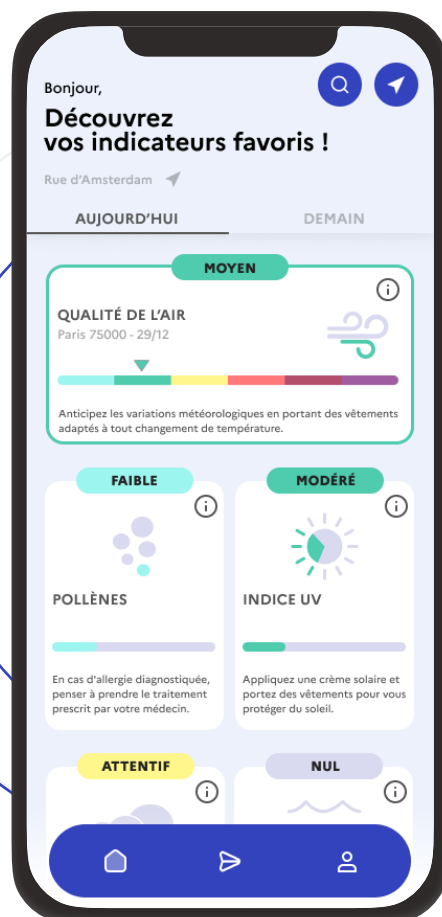 Bonjour,
Découvrez
vos indicateurs favoris !
Rue d'Amsterdam
AUJOURD'HUI
DEMAIN
MOYEN
QUALITÉ DE L'AIR
Paris 75000 - 29/12
Anticipez les variations météorologiques en portant des vêtements
adaptés à tout changement de température.
FAIBLE
POLLÈNES
En cas d'allergie diagnostiquée,
penser à prendre le traitement
prescrit par votre médecin.
MODÉRÉ
INDICE UV
Appliquez une crème solaire et
portez des vêtements pour vous
protéger du soleil.
ATTENTIF
NUL